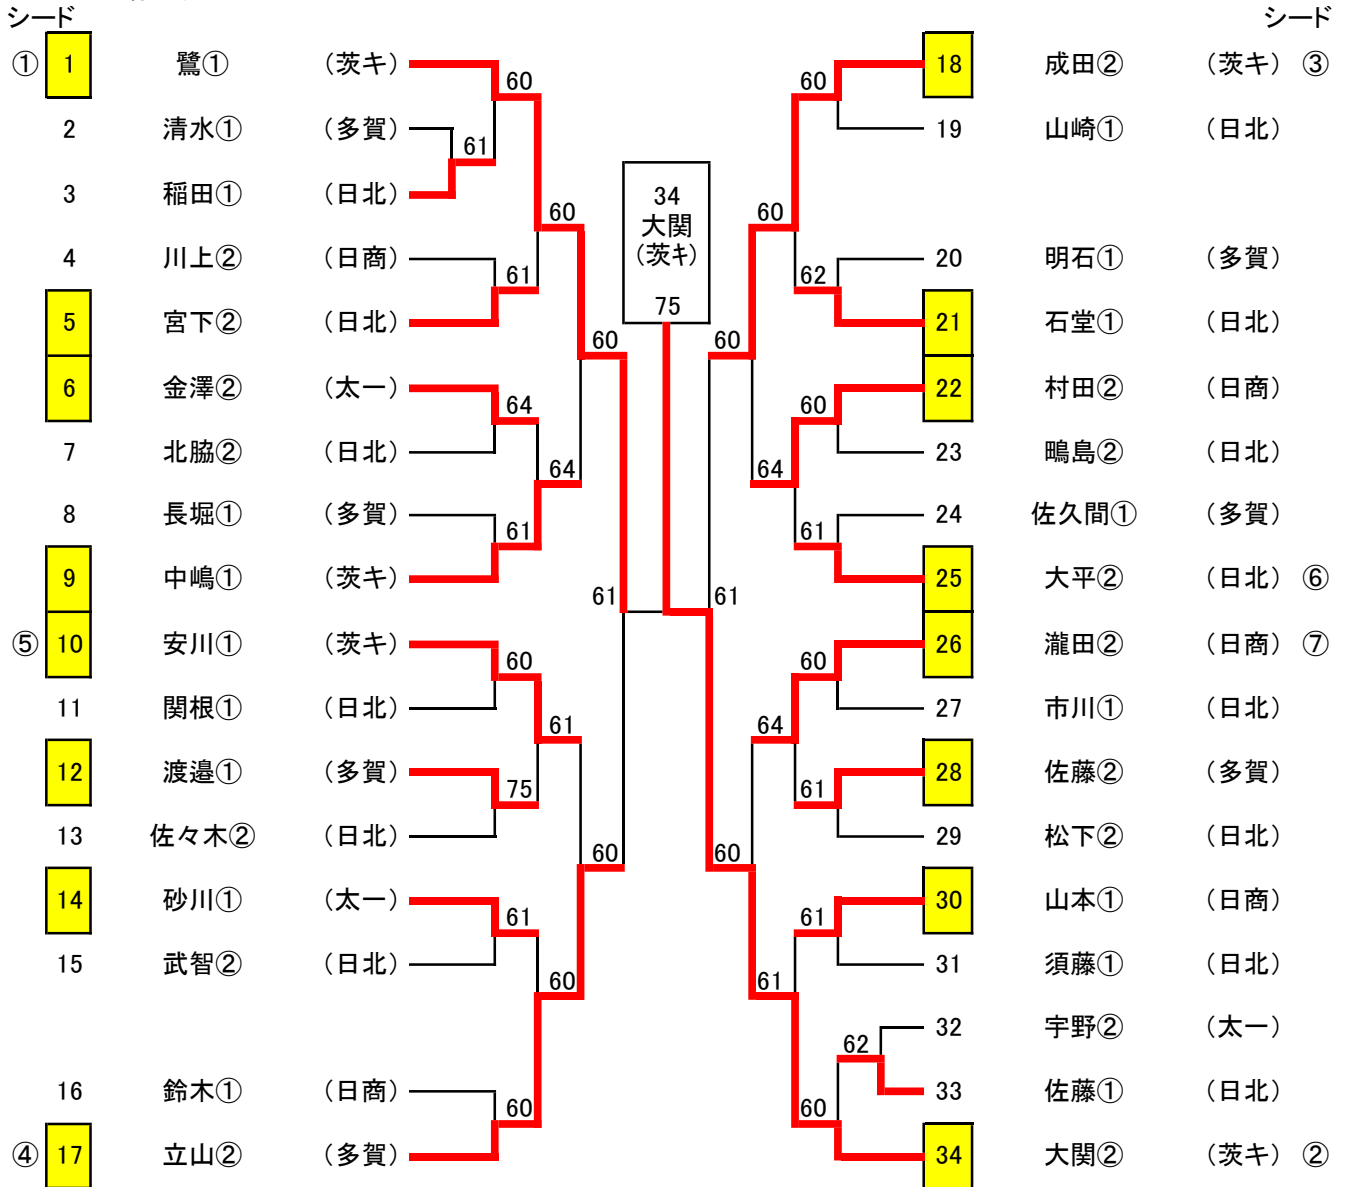 シード シード
① 1 鷺① (茨キ) 60 60 18 成田② (茨キ) ③
2 清水① (多賀) 61 19 山崎① (日北)
3 稲田① (日北) 60 34 60
大関
4 川上② (日商) 61 (茨キ) 62 20 明石① (多賀)
5 宮下② (日北) 60 75 60 21 石堂① (日北)
6 金澤② (太一) 64 60 22 村田② (日商)
7 北脇② (日北) 64 64 23 鴫島② (日北)
8 長堀① (多賀) 61 61 24 佐久間① (多賀)
9 中嶋① (茨キ) 61 61 25 大平② (日北) ⑥
⑤ 10 安川① (茨キ) 60 60 26 瀧田② (日商) ⑦
11 関根① (日北) 61 64 27 市川① (日北)
12 渡邉① (多賀) 75 61 28 佐藤② (多賀)
13 佐々木② (日北) 60 60 29 松下② (日北)
14 砂川① (太一) 61 61 30 山本① (日商)
15 武智② (日北) 60 61 31 須藤① (日北)
62 32 宇野② (太一)
16 鈴木① (日商) 60 60 33 佐藤① (日北)
④ 17 立山② (多賀) 34 大関② (茨キ) ②